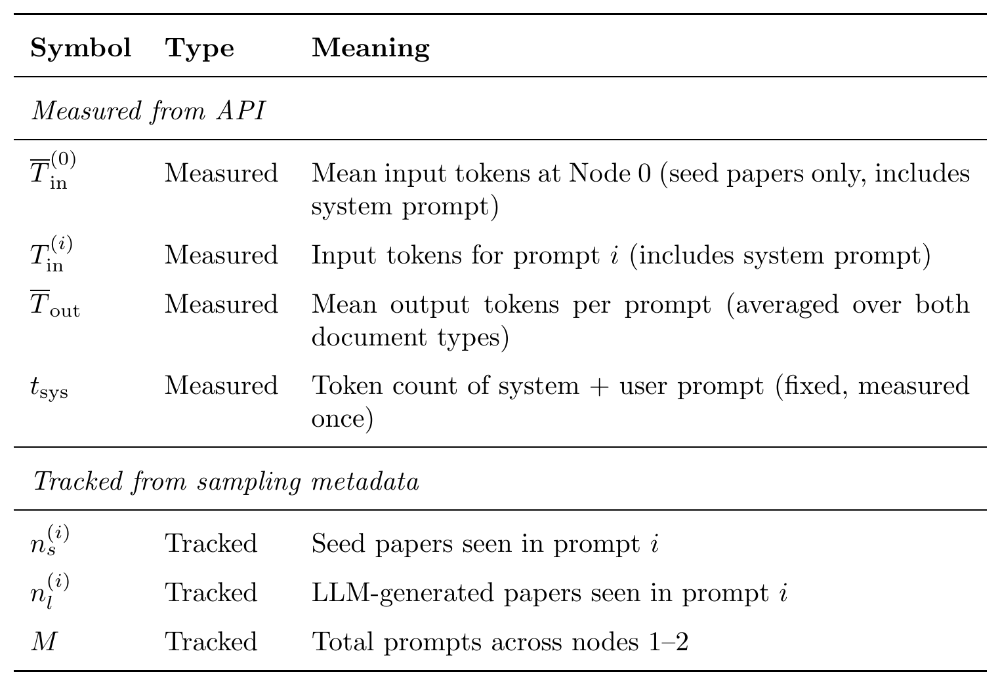 Symbol Type Meaning
Measured from API
$\overline{T}_{\text{in}}^{(0)}$ Measured Mean input tokens at Node 0 (seed papers only, includes
system prompt)
$T_{\text{in}}^{(i)}$ Measured Input tokens for prompt $i$ (includes system prompt)
$\overline{T}_{\text{out}}$ Measured Mean output tokens per prompt (averaged over both
document types)
$t_{\text{sys}}$ Measured Token count of system + user prompt (fixed, measured
once)
Tracked from sampling metadata
$n_s^{(i)}$ Tracked Seed papers seen in prompt $i$
$n_l^{(i)}$ Tracked LLM-generated papers seen in prompt $i$
$M$ Tracked Total prompts across nodes 1–2